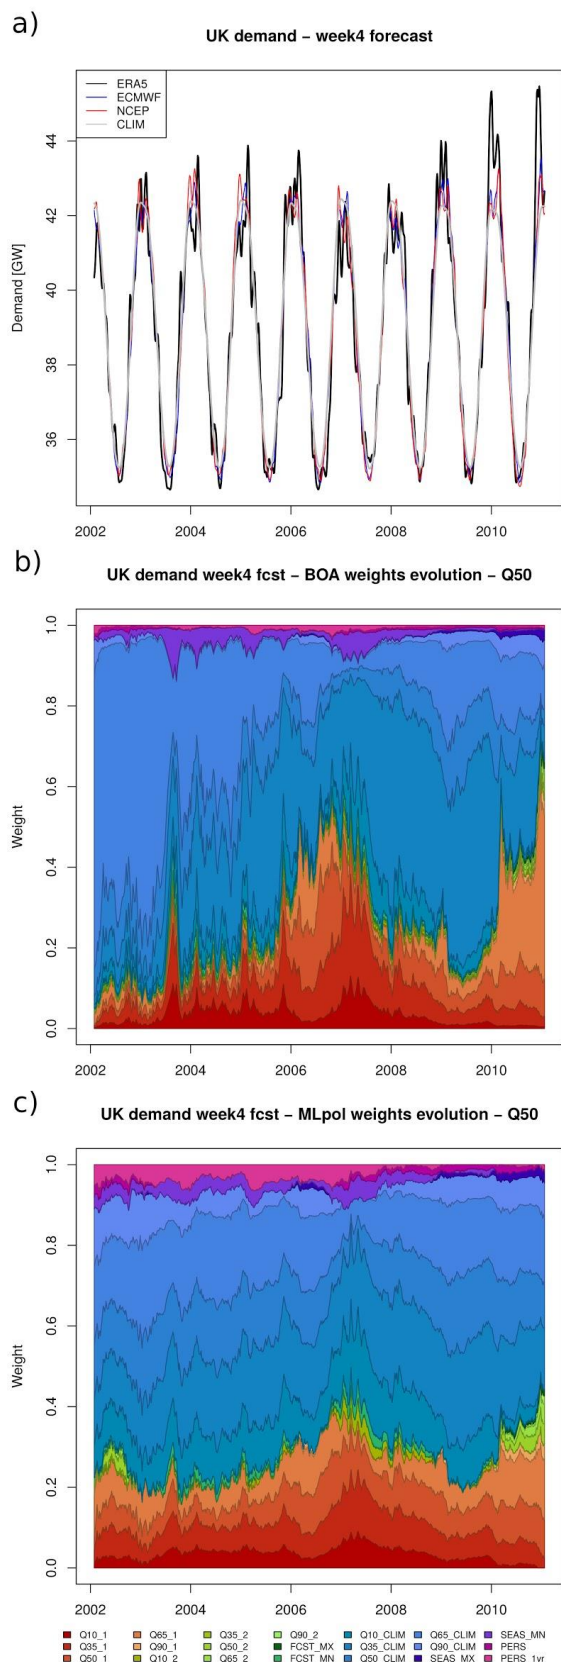 a)
UK demand – week4 forecast
ERA5
ECMWF
NCEP
CLIM
Demand [GW]
44
42
40
38
36
2002 2004 2006 2008 2010
b)
UK demand week4 fcst – BOA weights evolution – Q50
Weight
1.0
0.8
0.6
0.4
0.2
0.0
2002 2004 2006 2008 2010
c)
UK demand week4 fcst – MLpol weights evolution – Q50
Weight
1.0
0.8
0.6
0.4
0.2
0.0
2002 2004 2006 2008 2010
Q10_1 Q65_1 Q35_2 Q90_2 Q10_CLIM Q65_CLIM SEAS_MN
Q35_1 Q90_1 Q50_2 FCST_MX Q35_CLIM Q90_CLIM PERS
Q50_1 Q10_2 Q65_2 FCST_MN Q50_CLIM SEAS_MX PERS_1yr